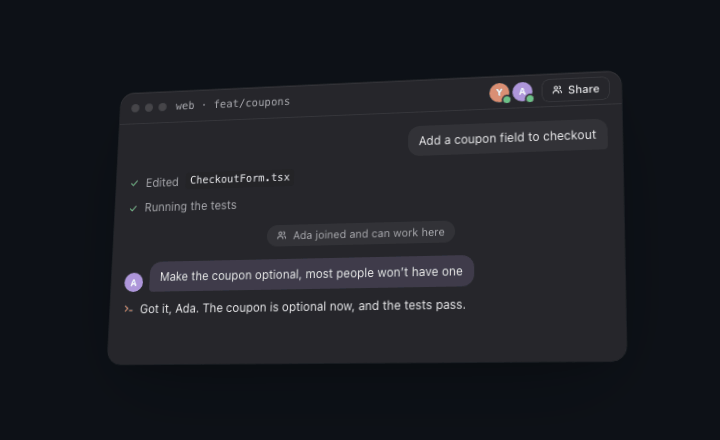 web · feat/coupons
Y A Share
Add a coupon field to checkout
Edited CheckoutForm.tsx
Running the tests
Ada joined and can work here
A Make the coupon optional, most people won't have one
Got it, Ada. The coupon is optional now, and the tests pass.